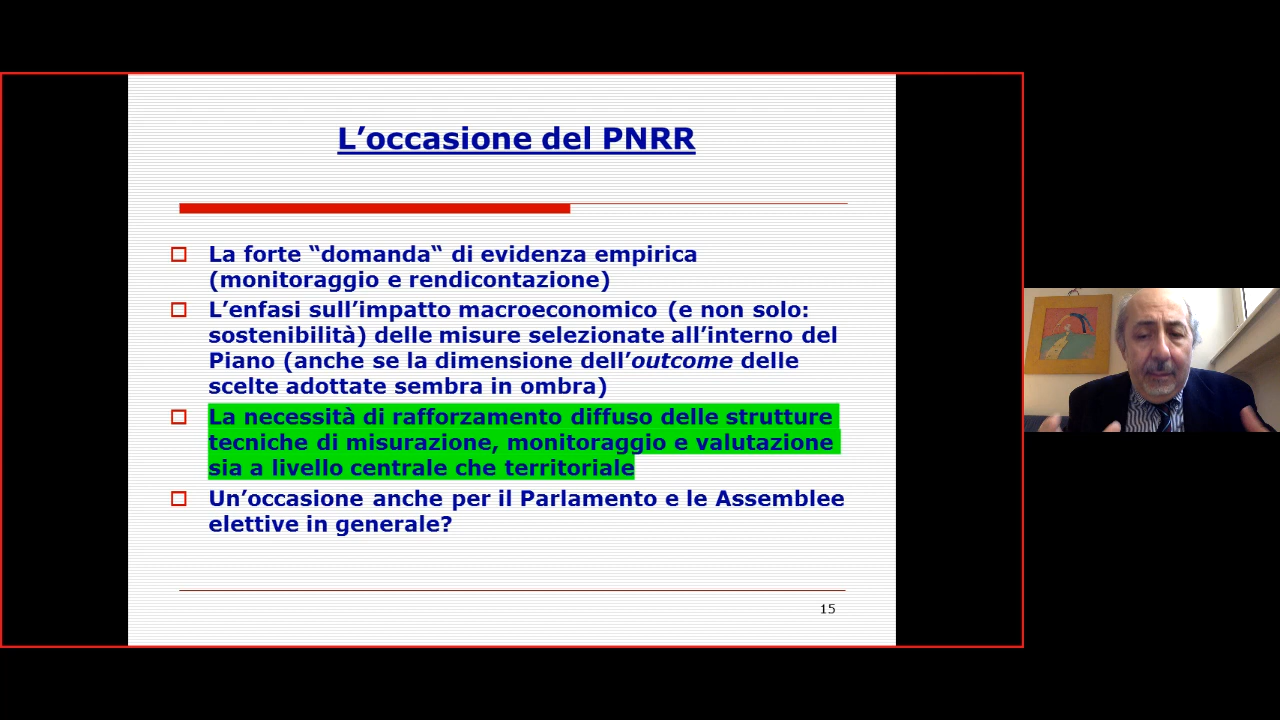 L’occasione del PNRR
La forte “domanda“ di evidenza empirica
(monitoraggio e rendicontazione)
L’enfasi sull’impatto macroeconomico (e non solo:
sostenibilità) delle misure selezionate all’interno del
Piano (anche se la dimensione dell’outcome delle
scelte adottate sembra in ombra)
La necessità di rafforzamento diffuso delle strutture
tecniche di misurazione, monitoraggio e valutazione
sia a livello centrale che territoriale
Un’occasione anche per il Parlamento e le Assemblee
elettive in generale?
15